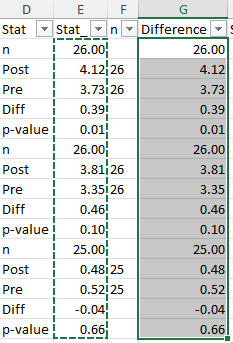 D E F G
Stat Stat_ n Difference S
n 26.00 26.00
Post 4.12 26 4.12
Pre 3.73 26 3.73
Diff 0.39 0.39
p-value 0.01 0.01
n 26.00 26.00
Post 3.81 26 3.81
Pre 3.35 26 3.35
Diff 0.46 0.46
p-value 0.10 0.10
n 25.00 25.00
Post 0.48 25 0.48
Pre 0.52 25 0.52
Diff -0.04 -0.04
p-value 0.66 0.66